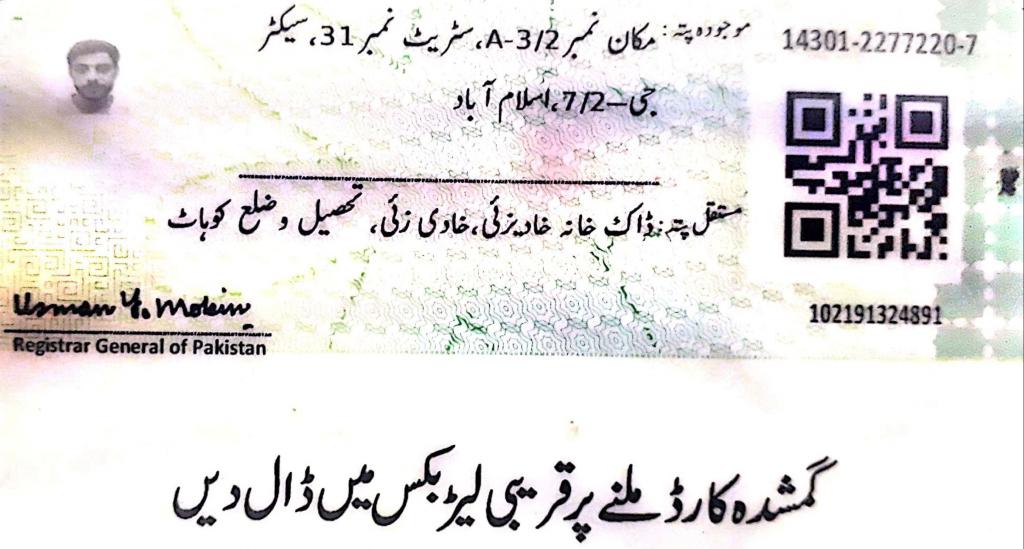 موجودہ پتہ: مکان نمبر A-3/2، سٹریٹ نمبر 31، سیکٹر
14301-2277220-7
جی–7/2، اسلام آباد
مستقل پتہ: ڈاک خانہ خادیزئی، خادی زئی، تحصیل و ضلع کوہاٹ
Usman Y. Mobin
102191324891
Registrar General of Pakistan
گمشدہ کارڈ ملنے پر قریبی لیٹر بکس میں ڈال دیں